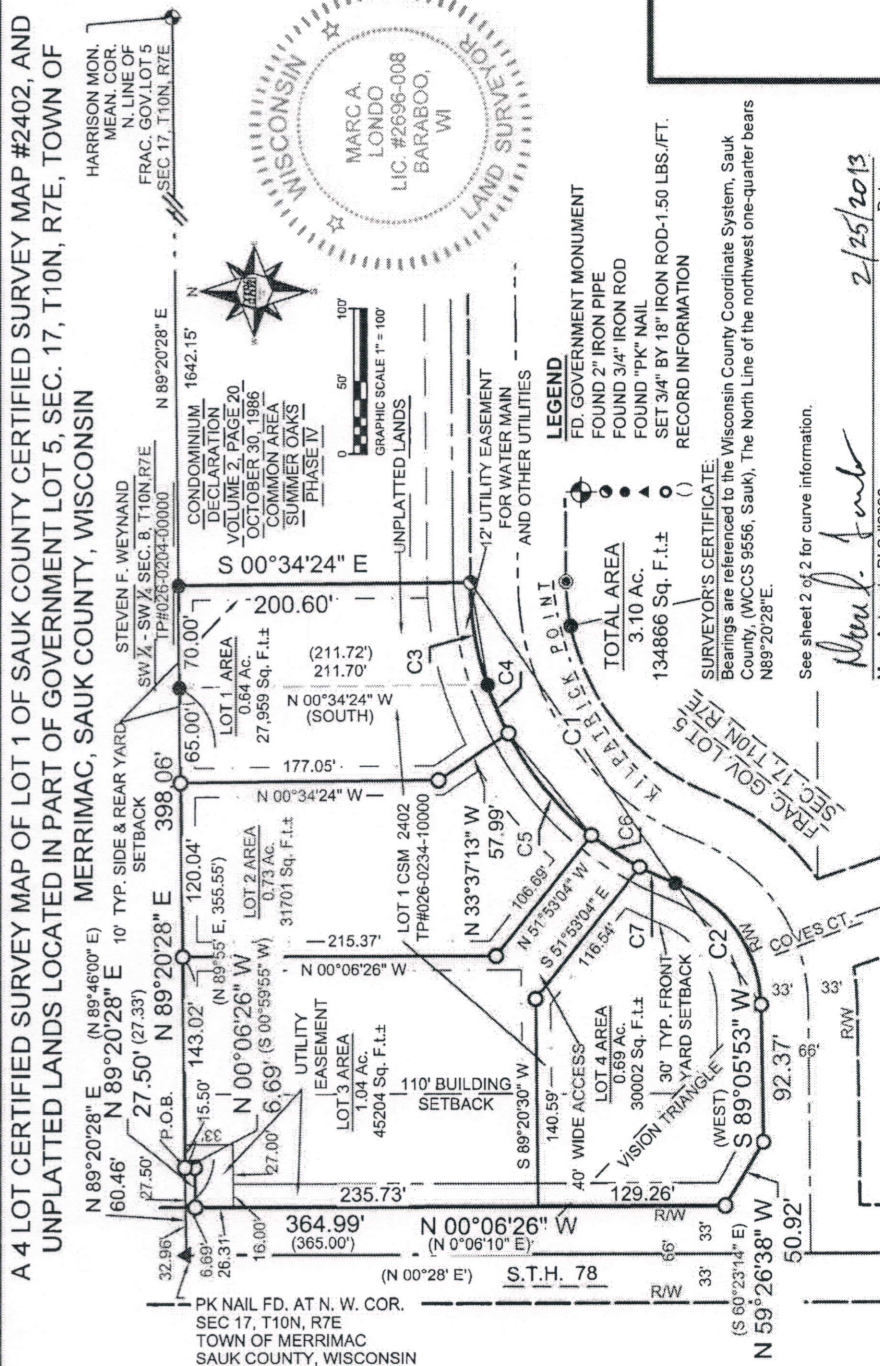 A 4 LOT CERTIFIED SURVEY MAP OF LOT 1 OF SAUK COUNTY CERTIFIED SURVEY MAP #2402, AND
UNPLATTED LANDS LOCATED IN PART OF GOVERNMENT LOT 5, SEC. 17, T10N, R7E, TOWN OF
MERRIMAC, SAUK COUNTY, WISCONSIN
HARRISON MON.
MEAN. COR.
N. LINE OF
FRAC. GOV.LOT 5
SEC 17, T10N, R7E
STEVEN F. WEYNAND
SW ¼ - SW ¼ SEC. 8, T10N,R7E
TP#026-0204-00000
N 89°20'28" E
1642.15'
10' TYP. SIDE & REAR YARD
SETBACK
(N 89°46'00" E)
N 89°20'28" E
27.50' (27.33')
N 89°20'28" E
60.46'
27.50'
32.96'
P.O.B.
143.02'
N 89°20'28" E
398.06'
(N 89°55' E, 355.55')
120.04'
65.00'
70.00'
15.50'
N 00°06'26" W
6.69' (S 00°59'55" W)
33'
6.69'
26.31'
16.00'
27.00'
UTILITY
EASEMENT
CONDOMINIUM
DECLARATION
VOLUME 2, PAGE 20
OCTOBER 30, 1986
COMMON AREA
SUMMER OAKS
PHASE IV
0
50'
100'
GRAPHIC SCALE 1" = 100'
WISCONSIN
MARC A.
LONDO
LIC. #2696-008
BARABOO,
WI
LAND SURVEYOR
S 00°34'24" E
200.60'
LOT 1 AREA
0.64 Ac.
27,959 Sq. F.t.±
(211.72')
211.70'
N 00°34'24" W
(SOUTH)
177.05'
N 00°34'24" W
UNPLATTED LANDS
C3
C4
12' UTILITY EASEMENT
FOR WATER MAIN
AND OTHER UTILITIES
LOT 2 AREA
0.73 Ac.
31701 Sq. F.t.±
215.37'
N 00°06'26" W
LOT 1 CSM 2402
TP#026-0234-10000
N 33°37'13" W
57.99'
C5
C7
KILPATRICK POINT
C6
106.69'
N 51°53'04" W
S 51°53'04" E
116.54'
C7
C2
LOT 3 AREA
1.04 Ac.
45204 Sq. F.t.±
110' BUILDING
SETBACK
S 89°20'30" W
140.59'
40' WIDE ACCESS
LOT 4 AREA
0.69 Ac.
30002 Sq. F.t.±
30' TYP. FRONT
YARD SETBACK
VISION TRIANGLE
235.73'
129.26'
364.99'
(365.00')
N 00°06'26" W
(N 0°06'10" E)
(N 00°28' E')
S.T.H. 78
R/W
R/W
33'
66'
33'
(WEST)
S 89°05'53" W
92.37'
(S 60°23'14" E)
N 59°26'38" W
50.92'
R/W
COVES CT.
33'
33'
66'
R/W
PK NAIL FD. AT N. W. COR.
SEC 17, T10N, R7E
TOWN OF MERRIMAC
SAUK COUNTY, WISCONSIN
FRAC GOV. LOT 5
SEC. 17, T.10N, R7E
LEGEND
FD. GOVERNMENT MONUMENT
FOUND 2" IRON PIPE
FOUND 3/4" IRON ROD
FOUND "PK" NAIL
SET 3/4" BY 18" IRON ROD-1.50 LBS./FT.
( ) RECORD INFORMATION
TOTAL AREA
3.10 Ac.
134866 Sq. F.t.±
SURVEYOR'S CERTIFICATE:
Bearings are referenced to the Wisconsin County Coordinate System, Sauk
County, (WCCS 9556, Sauk), The North Line of the northwest one-quarter bears
N89°20'28"E.
See sheet 2 of 2 for curve information.
2/25/2013